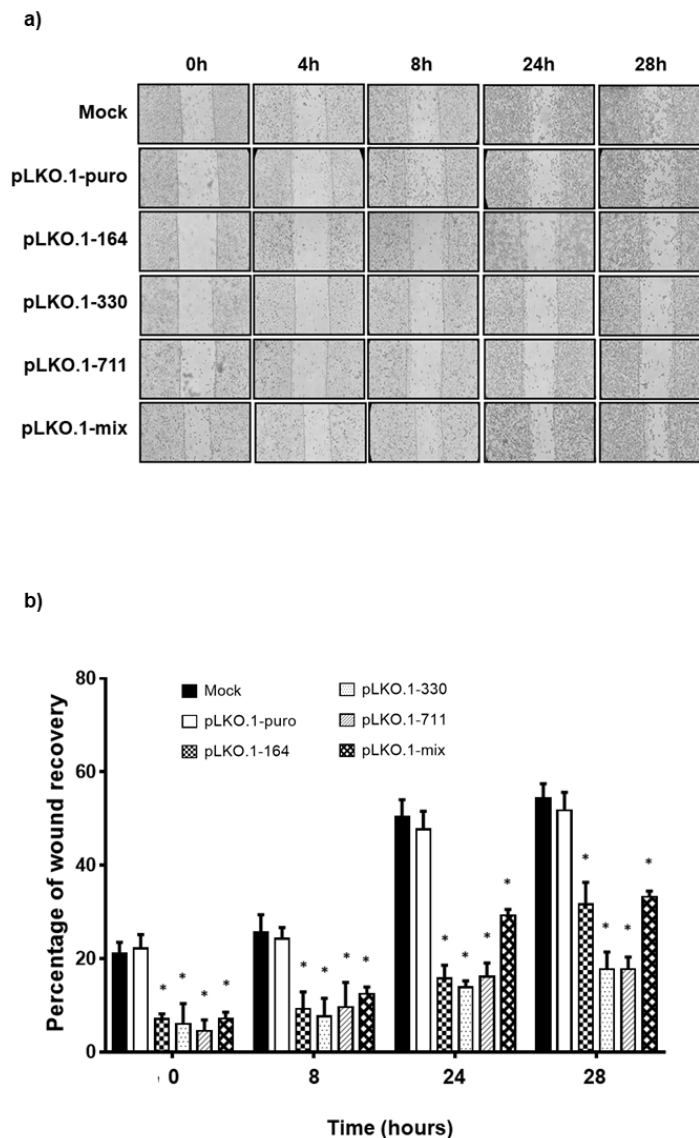 a)
0h 4h 8h 24h 28h
Mock
pLKO.1-puro
pLKO.1-164
pLKO.1-330
pLKO.1-711
pLKO.1-mix
b)
80
60
40
20
0
Percentage of wound recovery
Mock pLKO.1-330
pLKO.1-puro pLKO.1-711
pLKO.1-164 pLKO.1-mix
* * * *
* * * *
* * * *
* * * *
0 8 24 28
Time (hours)